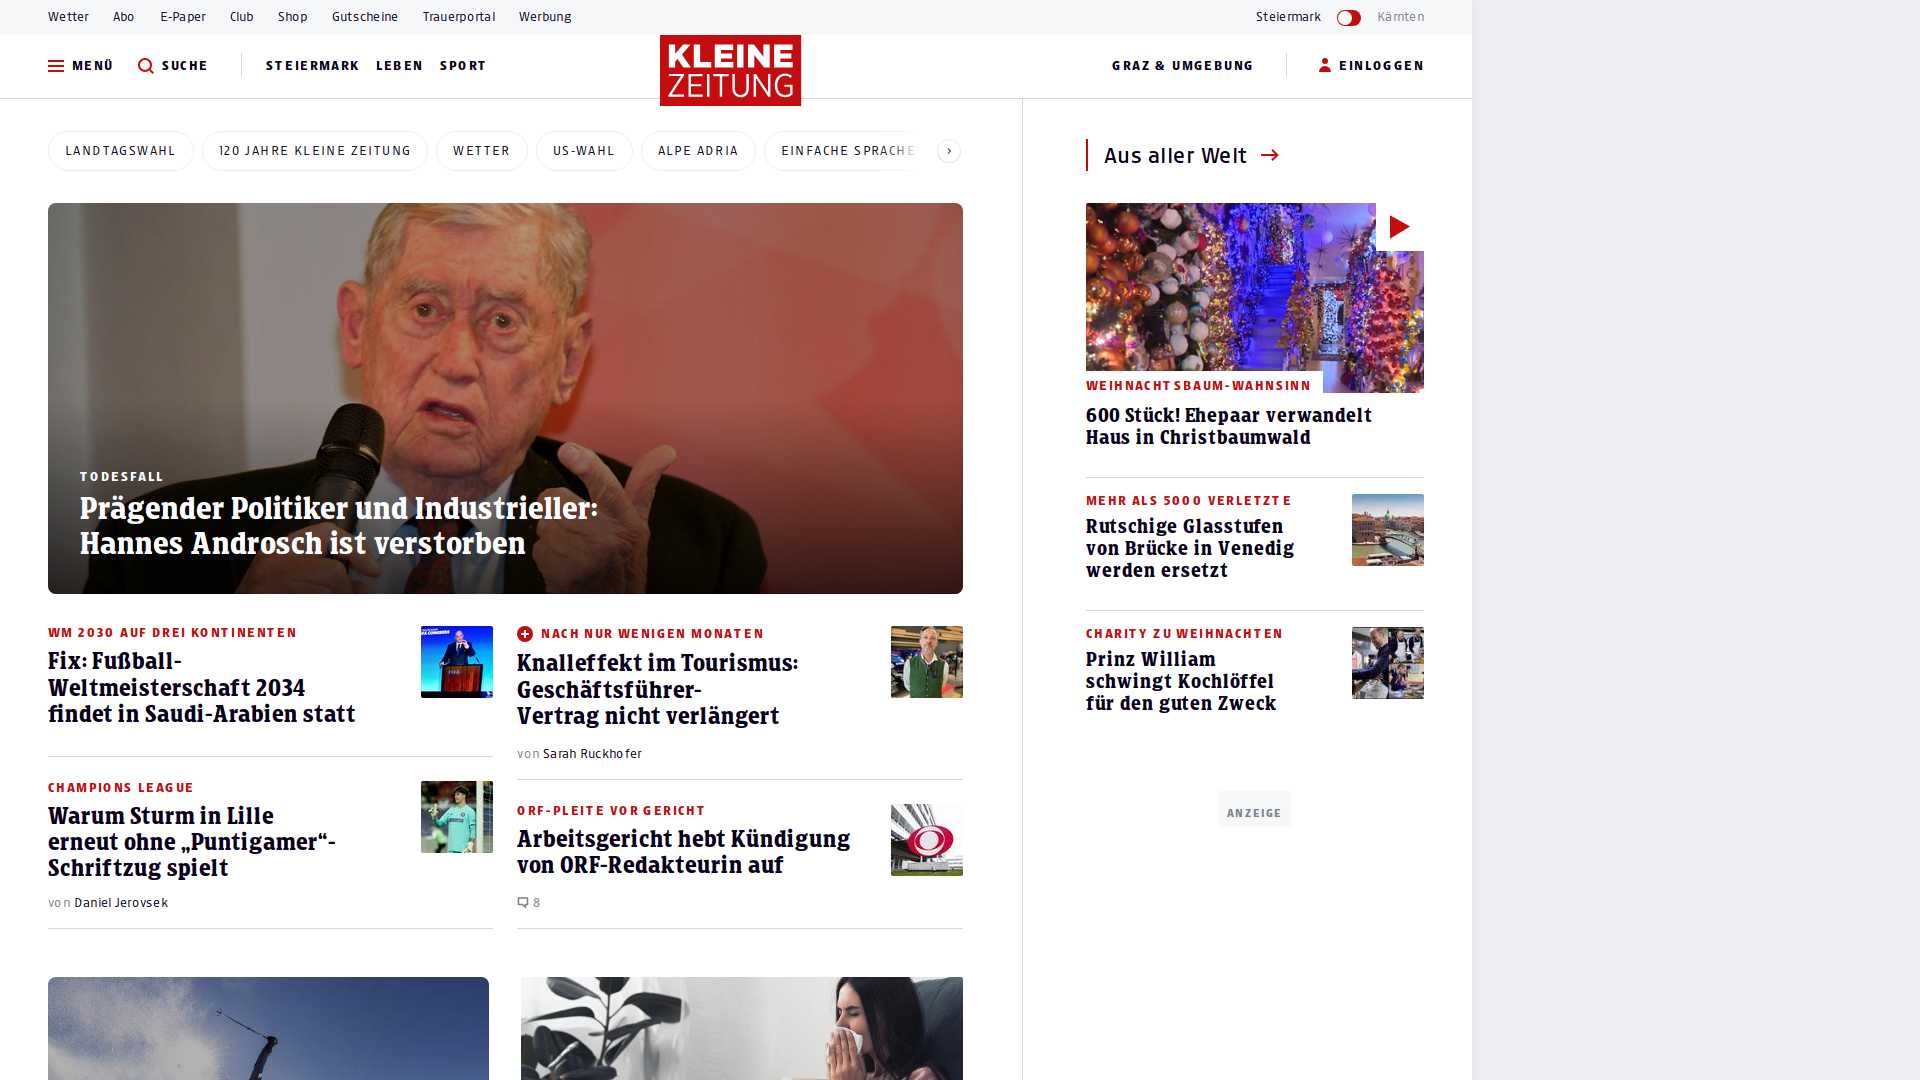 Wetter Abo E-Paper Club Shop Gutscheine Trauerportal Werbung Steiermark Kärnten
MENÜ SUCHE STEIERMARK LEBEN SPORT KLEINE ZEITUNG GRAZ & UMGEBUNG EINLOGGEN
LANDTAGSWAHL 120 JAHRE KLEINE ZEITUNG WETTER US-WAHL ALPE ADRIA EINFACHE SPRACHE
TODESFALL
Prägender Politiker und Industrieller:
Hannes Androsch ist verstorben
WM 2030 AUF DREI KONTINENTEN
Fix: Fußball-
Weltmeisterschaft 2034
findet in Saudi-Arabien statt
NACH NUR WENIGEN MONATEN
Knalleffekt im Tourismus:
Geschäftsführer-
Vertrag nicht verlängert
von Sarah Ruckhofer
CHAMPIONS LEAGUE
Warum Sturm in Lille
erneut ohne „Puntigamer“-
Schriftzug spielt
von Daniel Jerovsek
ORF-PLEITE VOR GERICHT
Arbeitsgericht hebt Kündigung
von ORF-Redakteurin auf
8
Aus aller Welt
WEIHNACHTSBAUM-WAHNSINN
600 Stück! Ehepaar verwandelt
Haus in Christbaumwald
MEHR ALS 5000 VERLETZTE
Rutschige Glasstufen
von Brücke in Venedig
werden ersetzt
CHARITY ZU WEIHNACHTEN
Prinz William
schwingt Kochlöffel
für den guten Zweck
ANZEIGE